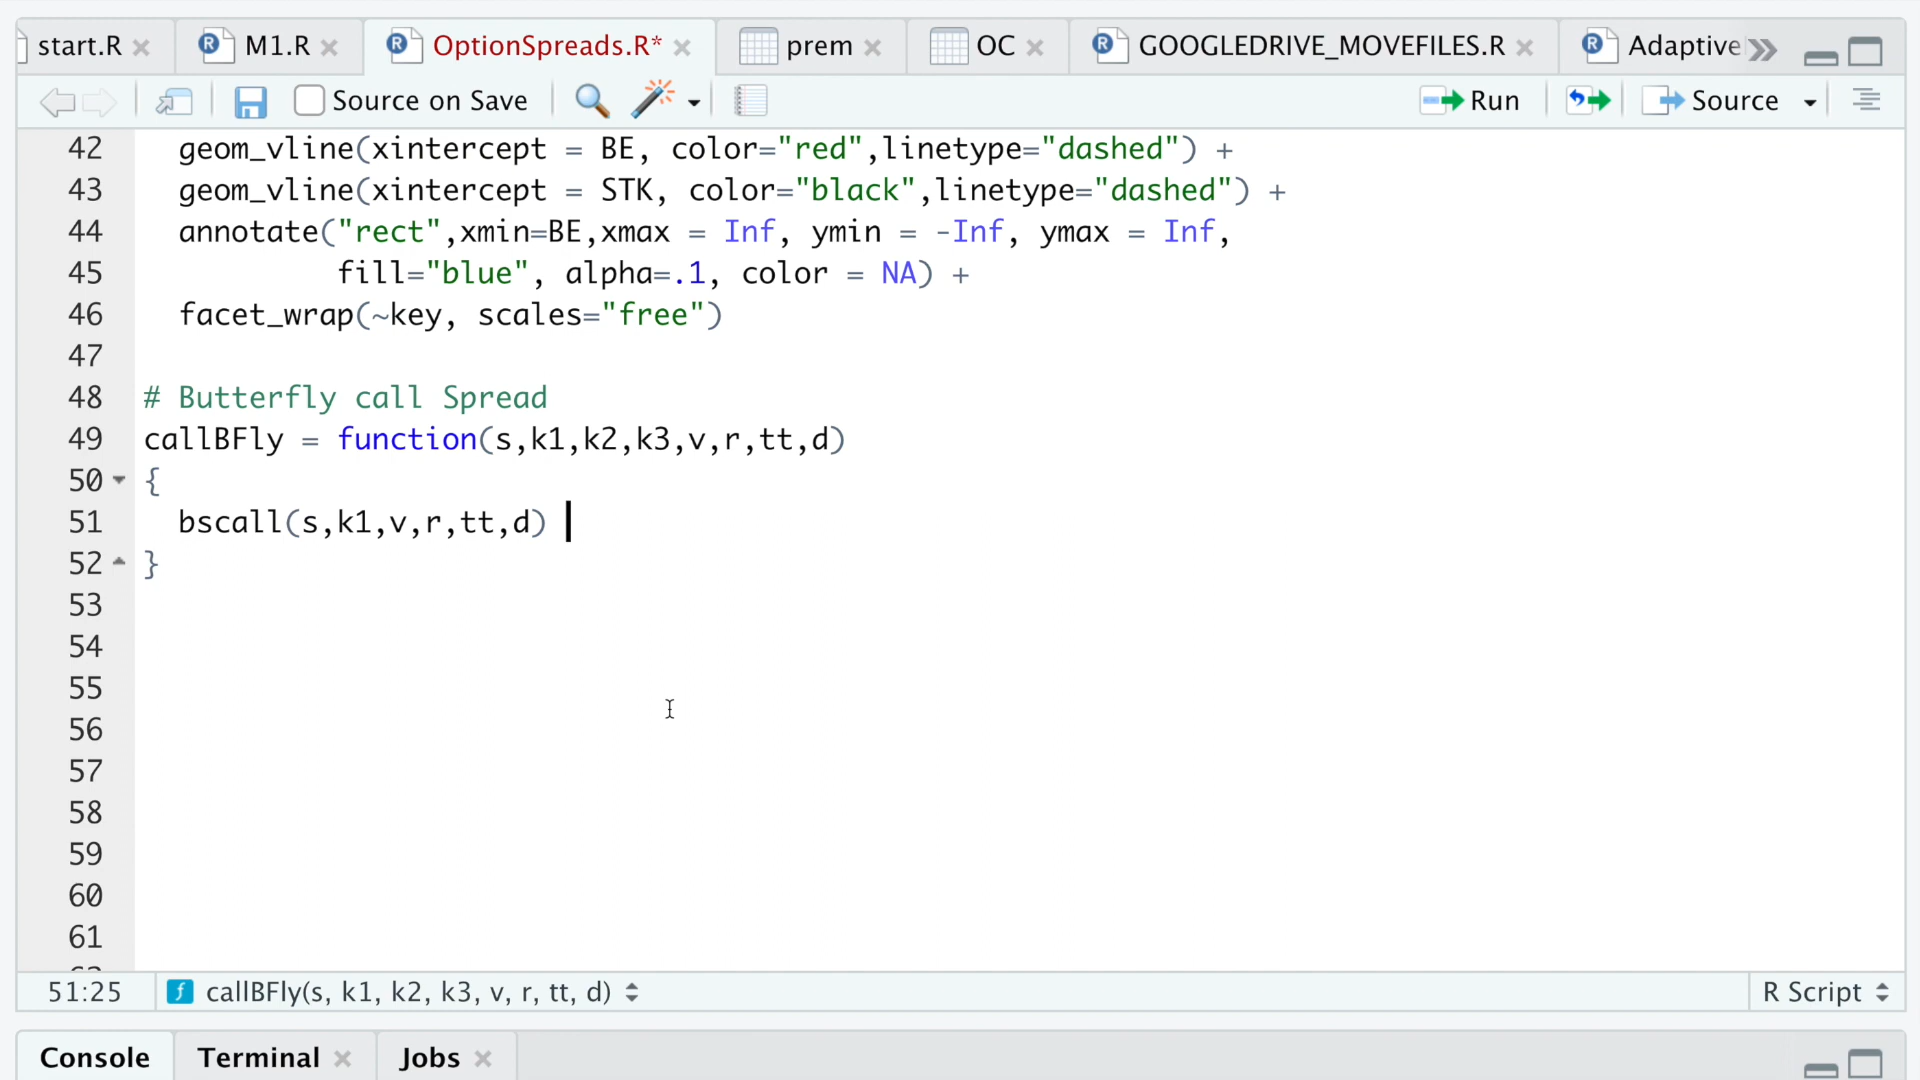 start.R M1.R OptionSpreads.R* prem OC GOOGLEDRIVE_MOVEFILES.R Adaptive
Source on Save Run Source
42 geom_vline(xintercept = BE, color="red",linetype="dashed") +
43 geom_vline(xintercept = STK, color="black",linetype="dashed") +
44 annotate("rect",xmin=BE,xmax = Inf, ymin = -Inf, ymax = Inf,
45 fill="blue", alpha=.1, color = NA) +
46 facet_wrap(~key, scales="free")
47
48 # Butterfly call Spread
49 callBFly = function(s,k1,k2,k3,v,r,tt,d)
50 {
51 bscall(s,k1,v,r,tt,d)
52 }
53
54
55
56
57
58
59
60
61
51:25 callBFly(s, k1, k2, k3, v, r, tt, d) R Script
Console Terminal Jobs